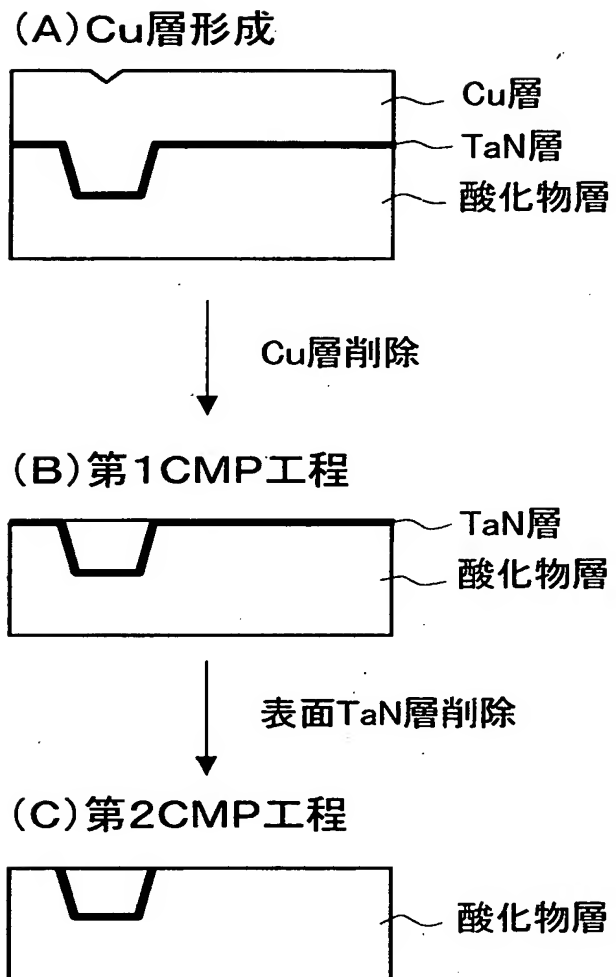 (A)Cu層形成
Cu層
TaN層
酸化物層
Cu層削除
(B)第1CMP工程
TaN層
酸化物層
表面TaN層削除
(C)第2CMP工程
酸化物層